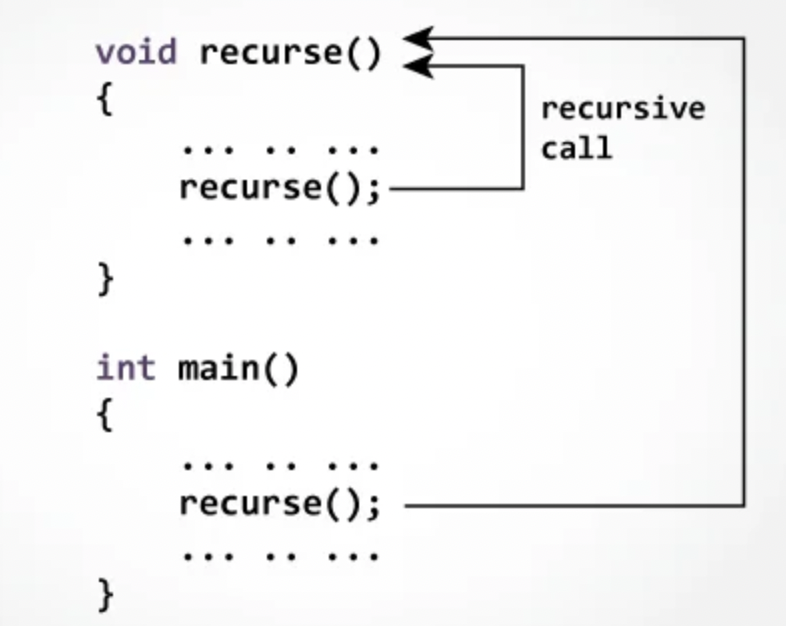 void recurse()
{
... .. ...
recurse();
... .. ...
}
recursive
call
int main()
{
... .. ...
recurse();
... .. ...
}